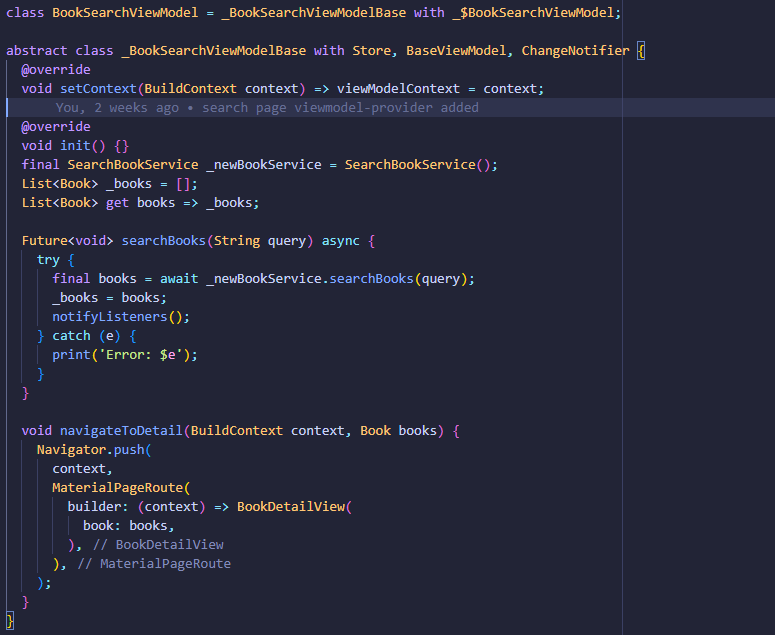 class BookSearchViewModel = _BookSearchViewModelBase with _$BookSearchViewModel;
abstract class _BookSearchViewModelBase with Store, BaseViewModel, ChangeNotifier {
@override
void setContext(BuildContext context) => viewModelContext = context;
You, 2 weeks ago • search page viewmodel-provider added
@override
void init() {}
final SearchBookService _newBookService = SearchBookService();
List<Book> _books = [];
List<Book> get books => _books;
Future<void> searchBooks(String query) async {
try {
final books = await _newBookService.searchBooks(query);
_books = books;
notifyListeners();
} catch (e) {
print('Error: $e');
}
}
void navigateToDetail(BuildContext context, Book books) {
Navigator.push(
context,
MaterialPageRoute(
builder: (context) => BookDetailView(
book: books,
), // BookDetailView
), // MaterialPageRoute
);
}
}